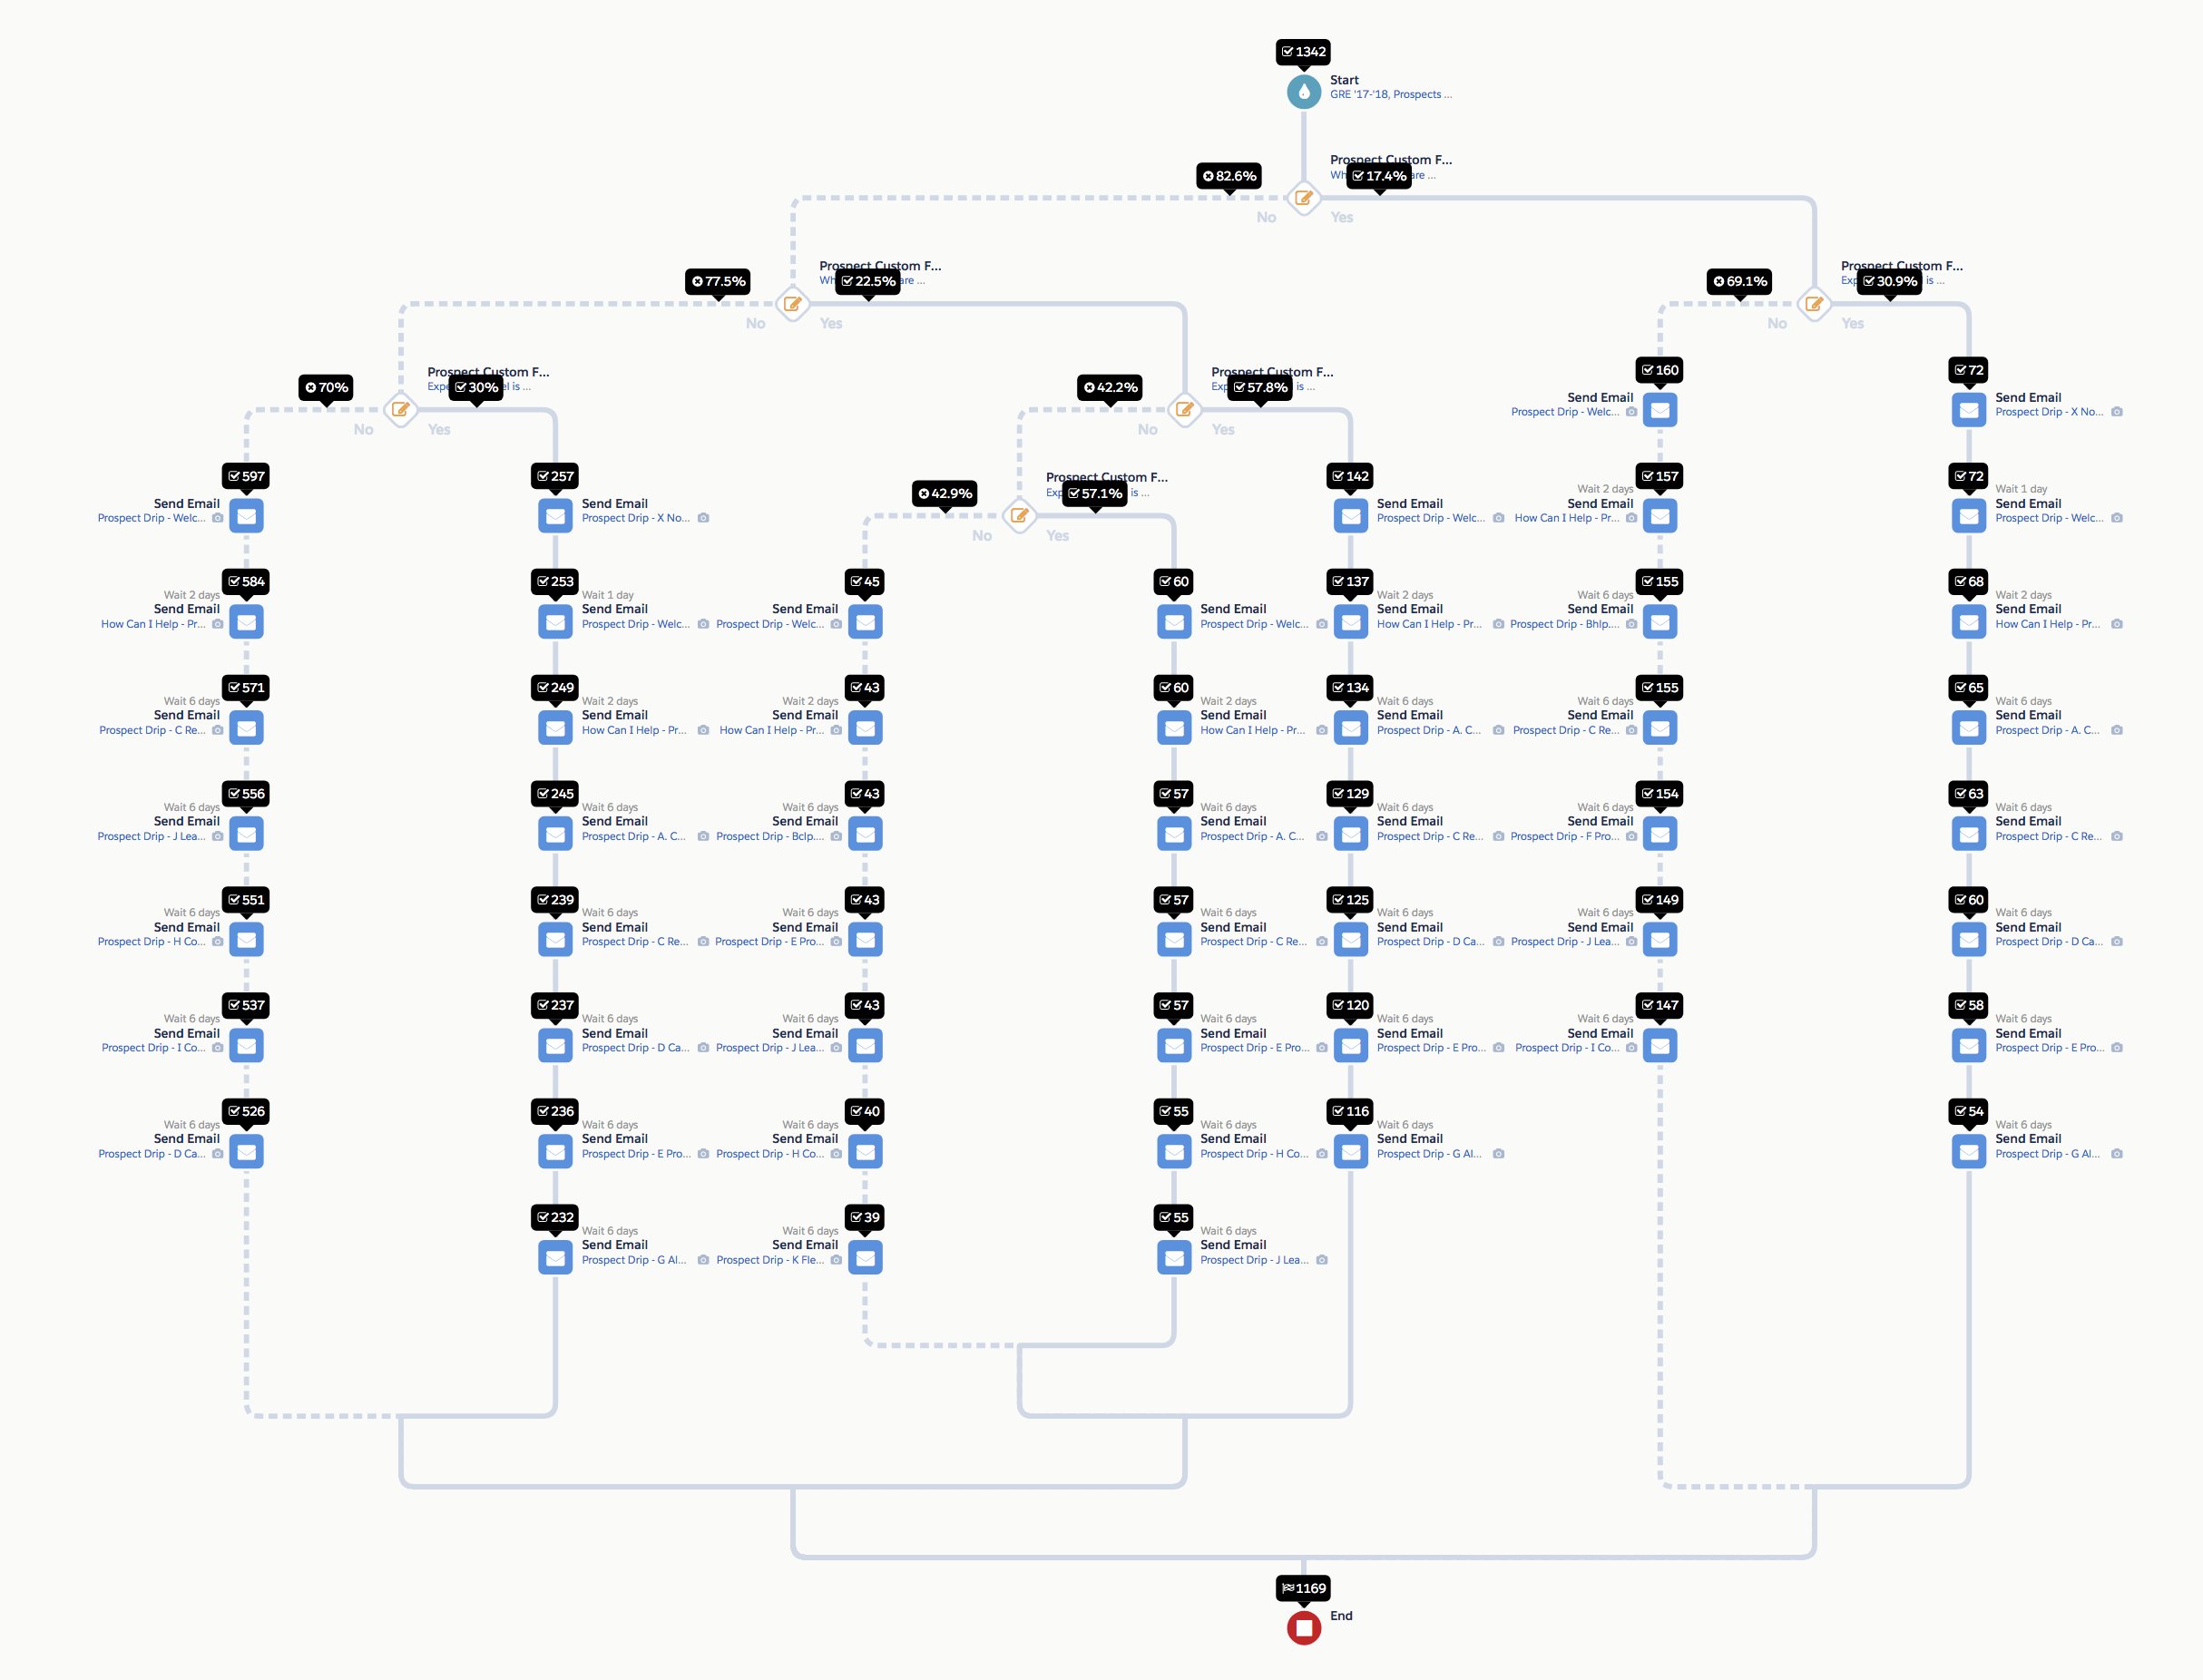 1342
Start
GRE '17-'18, Prospects ...
Prospect Custom F...
82.6%
17.4%
are ...
No
Yes
Prospect Custom F...
Prospect Custom F...
77.5%
22.5%
are ...
69.1%
30.9%
is ...
No
Yes
No
Yes
Prospect Custom F...
Prospect Custom F...
160
72
70%
30%
is ...
42.2%
57.8%
is ...
Send Email
Send Email
Prospect Drip - Welc...
Prospect Drip - X No...
No
Yes
No
Yes
597
257
Prospect Custom F...
142
157
72
42.9%
57.1%
is ...
Wait 2 days
Wait 1 day
Send Email
Send Email
Send Email
Send Email
Send Email
Prospect Drip - Welc...
Prospect Drip - X No...
Prospect Drip - Welc...
How Can I Help - Pr...
Prospect Drip - Welc...
No
Yes
584
253
45
60
137
155
68
Wait 2 days
Wait 1 day
Wait 2 days
Wait 6 days
Wait 2 days
Send Email
Send Email
Send Email
Send Email
Send Email
Send Email
Send Email
How Can I Help - Pr...
Prospect Drip - Welc...
Prospect Drip - Welc...
Prospect Drip - Welc...
How Can I Help - Pr...
Prospect Drip - Bhlp....
How Can I Help - Pr...
571
249
43
60
134
155
65
Wait 6 days
Wait 2 days
Wait 2 days
Wait 2 days
Wait 6 days
Wait 6 days
Wait 6 days
Send Email
Send Email
Send Email
Send Email
Send Email
Send Email
Send Email
Prospect Drip - C Re...
How Can I Help - Pr...
How Can I Help - Pr...
How Can I Help - Pr...
Prospect Drip - A. C...
Prospect Drip - C Re...
Prospect Drip - A. C...
556
245
43
57
129
154
63
Wait 6 days
Wait 6 days
Wait 6 days
Wait 6 days
Wait 6 days
Wait 6 days
Wait 6 days
Send Email
Send Email
Send Email
Send Email
Send Email
Send Email
Send Email
Prospect Drip - J Lea...
Prospect Drip - A. C...
Prospect Drip - Bclp....
Prospect Drip - A. C...
Prospect Drip - C Re...
Prospect Drip - F Pro...
Prospect Drip - C Re...
551
239
43
57
125
149
60
Wait 6 days
Wait 6 days
Wait 6 days
Wait 6 days
Wait 6 days
Wait 6 days
Wait 6 days
Send Email
Send Email
Send Email
Send Email
Send Email
Send Email
Send Email
Prospect Drip - H Co...
Prospect Drip - C Re...
Prospect Drip - E Pro...
Prospect Drip - C Re...
Prospect Drip - D Ca...
Prospect Drip - J Lea...
Prospect Drip - D Ca...
537
237
43
57
120
147
58
Wait 6 days
Wait 6 days
Wait 6 days
Wait 6 days
Wait 6 days
Wait 6 days
Wait 6 days
Send Email
Send Email
Send Email
Send Email
Send Email
Send Email
Send Email
Prospect Drip - I Co...
Prospect Drip - D Ca...
Prospect Drip - J Lea...
Prospect Drip - E Pro...
Prospect Drip - E Pro...
Prospect Drip - I Co...
Prospect Drip - E Pro...
526
236
40
55
116
54
Wait 6 days
Wait 6 days
Wait 6 days
Wait 6 days
Wait 6 days
Wait 6 days
Send Email
Send Email
Send Email
Send Email
Send Email
Send Email
Prospect Drip - D Ca...
Prospect Drip - E Pro...
Prospect Drip - H Co...
Prospect Drip - H Co...
Prospect Drip - G Al...
Prospect Drip - G Al...
232
39
55
Wait 6 days
Wait 6 days
Wait 6 days
Send Email
Send Email
Send Email
Prospect Drip - G Al...
Prospect Drip - K Fle...
Prospect Drip - J Lea...
1169
End